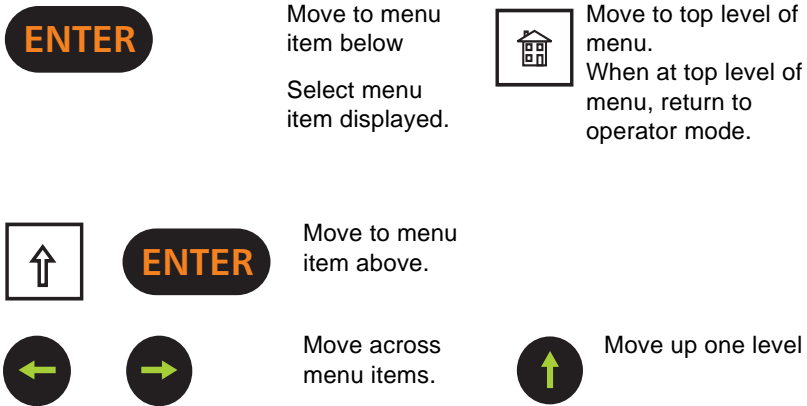 ENTER
Move to menu
item below
Select menu
item displayed.
Move to top level of
menu.
When at top level of
menu, return to
operator mode.
ENTER
Move to menu
item above.
Move across
menu items.
Move up one level